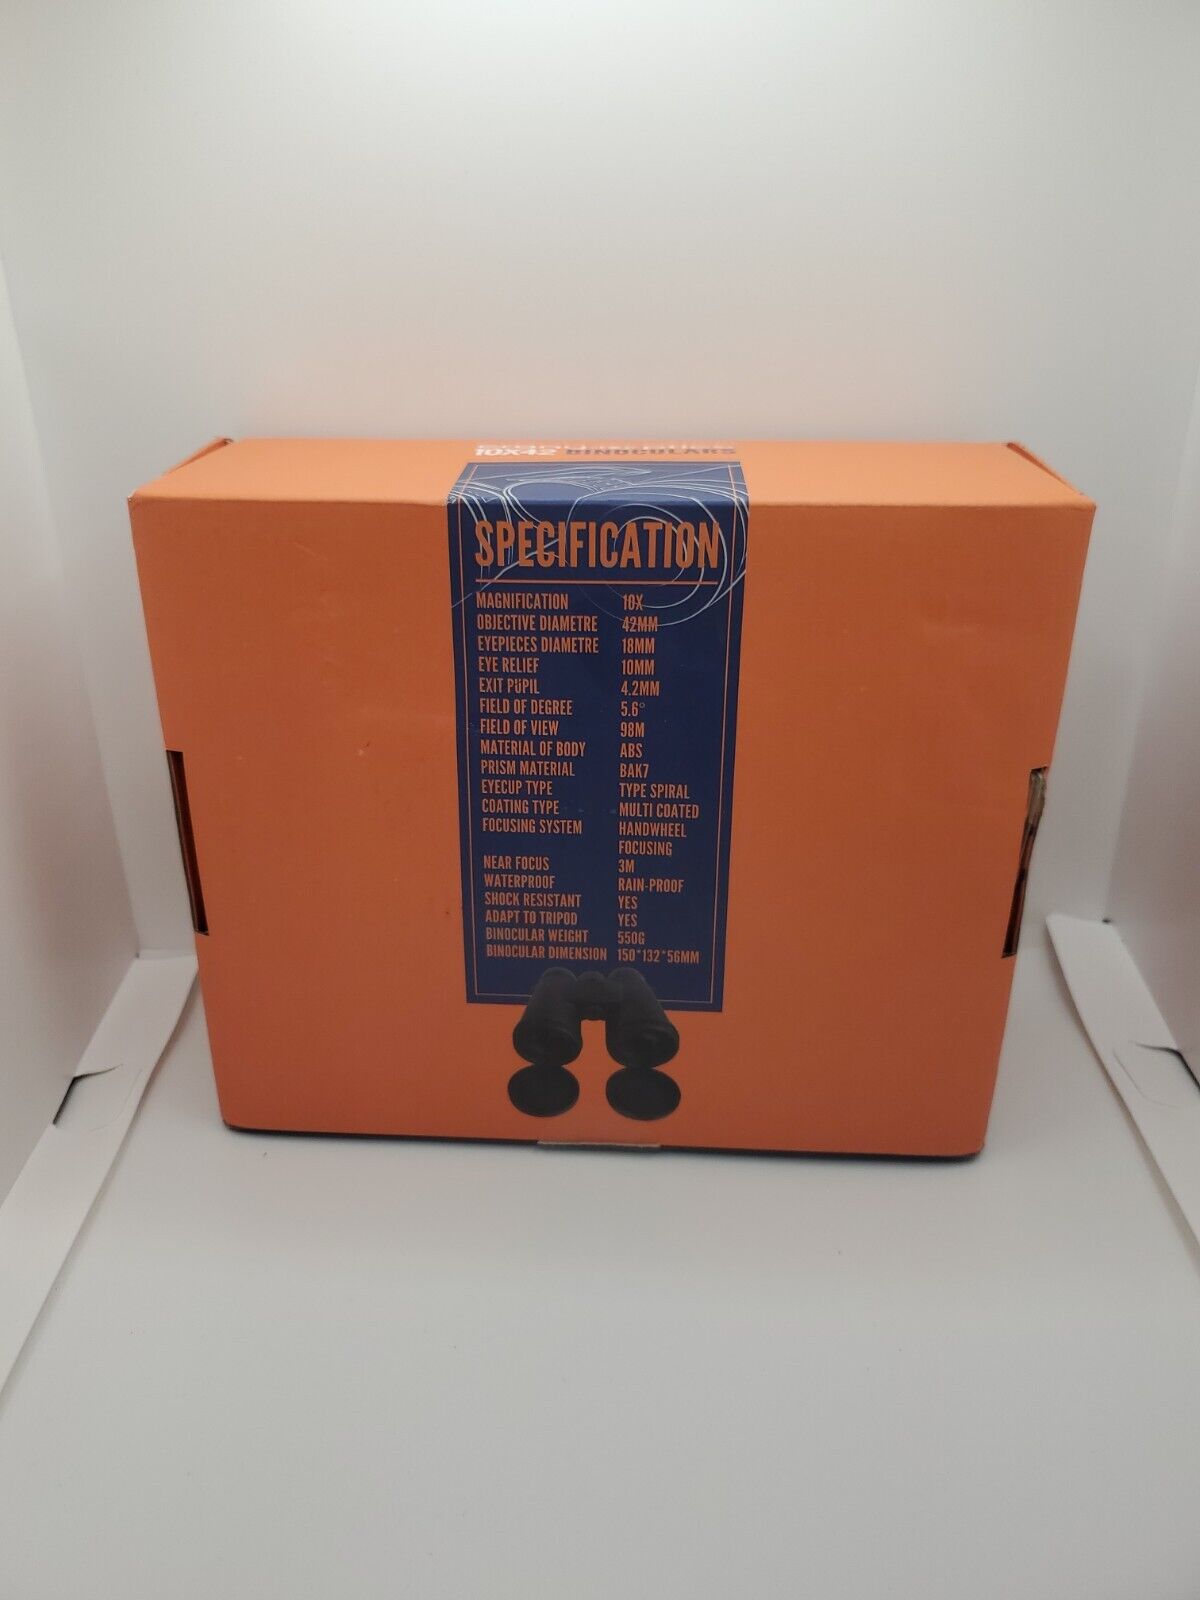 10X42 BINOCULARS
SPECIFICATION
MAGNIFICATION 10X
OBJECTIVE DIAMETRE 42MM
EYEPIECES DIAMETRE 18MM
EYE RELIEF 10MM
EXIT PUPIL 4.2MM
FIELD OF DEGREE 5.6°
FIELD OF VIEW 98M
MATERIAL OF BODY ABS
PRISM MATERIAL BAK7
EYECUP TYPE TYPE SPIRAL
COATING TYPE MULTI COATED
FOCUSING SYSTEM HANDWHEEL
FOCUSING
NEAR FOCUS 3M
WATERPROOF RAIN-PROOF
SHOCK RESISTANT YES
ADAPT TO TRIPOD YES
BINOCULAR WEIGHT 550G
BINOCULAR DIMENSION 150*132*56MM